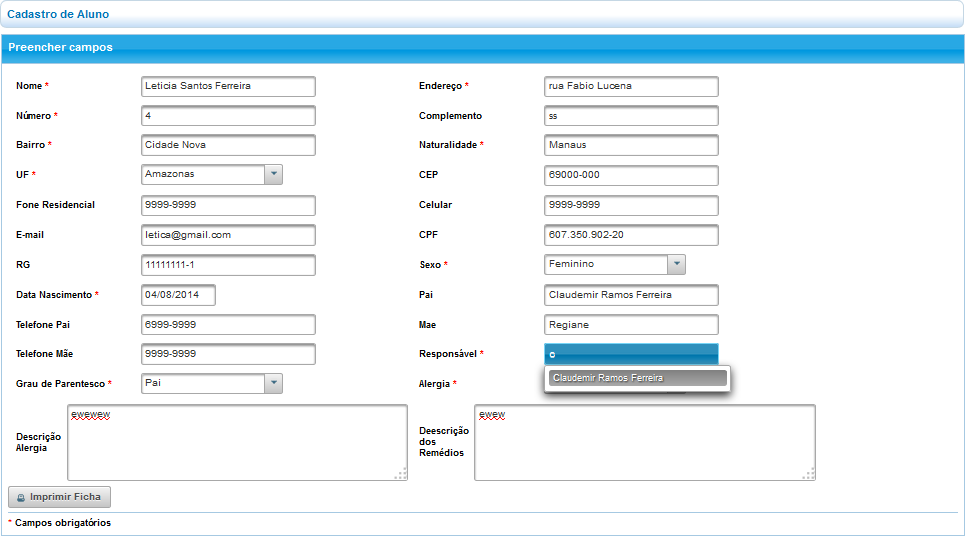 Cadastro de Aluno
Preencher campos
Nome * Leticia Santos Ferreira Endereço * rua Fabio Lucena
Número * 4 Complemento ss
Bairro * Cidade Nova Naturalidade * Manaus
UF * Amazonas CEP 69000-000
Fone Residencial 9999-9999 Celular 9999-9999
E-mail letica@gmail.com CPF 607.350.902-20
RG 11111111-1 Sexo * Feminino
Data Nascimento * 04/08/2014 Pai Claudemir Ramos Ferreira
Telefone Pai 6999-9999 Mae Regiane
Telefone Mãe 9999-9999 Responsável *
Claudemir Ramos Ferreira
Grau de Parentesco * Pai Alergia *
Descrição
Alergia
ewewew
Deescrição
dos
Remédios
ewew
Imprimir Ficha
* Campos obrigatórios